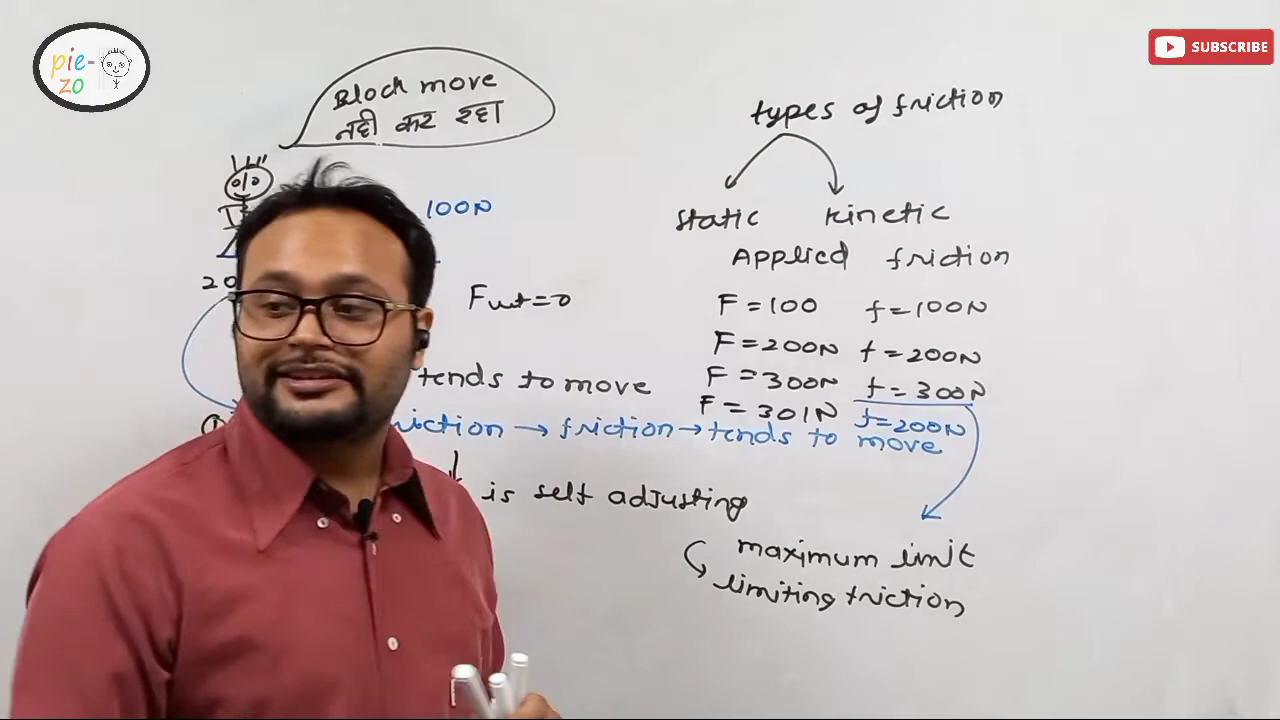 pie-
zo
SUBSCRIBE
Block move
नही कर रहा
100N
20
Fnet=0
tends to move
friction → friction → tends to move
is self adjusting
types of friction
static kinetic
Applied friction
F=100 f=100N
F=200N f=200N
F=300N f=300N
F=301N f=200N
maximum limit
limiting friction